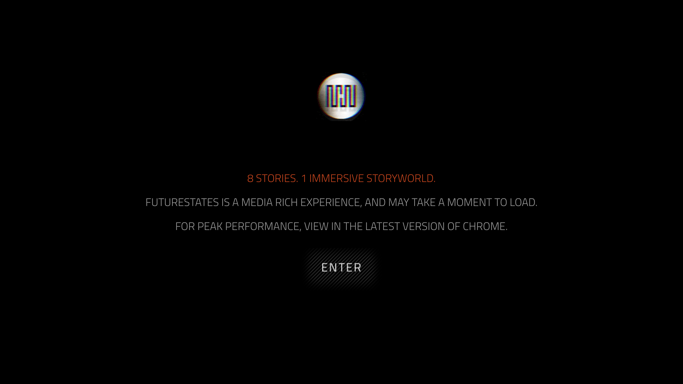 8 STORIES. 1 IMMERSIVE STORYWORLD.
FUTURESTATES IS A MEDIA RICH EXPERIENCE, AND MAY TAKE A MOMENT TO LOAD.
FOR PEAK PERFORMANCE, VIEW IN THE LATEST VERSION OF CHROME.
ENTER